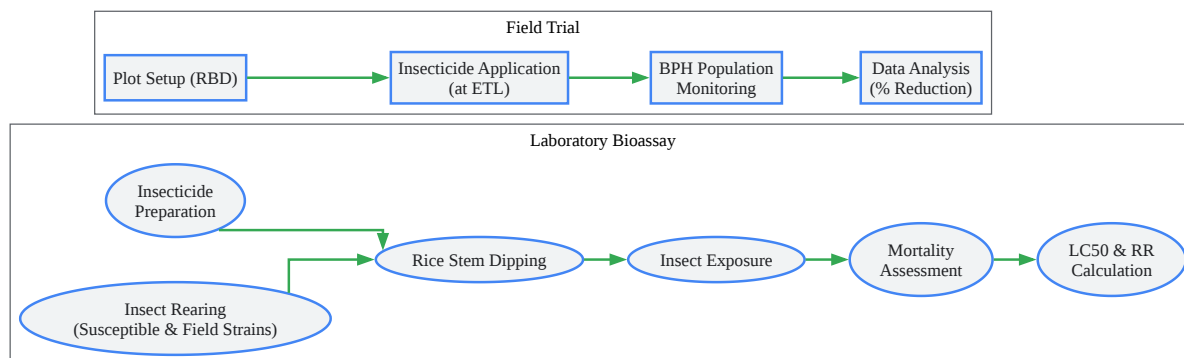 Field Trial
Plot Setup (RBD)
Insecticide Application
(at ETL)
BPH Population
Monitoring
Data Analysis
(% Reduction)
Laboratory Bioassay
Insecticide
Preparation
Insect Rearing
(Susceptible & Field Strains)
Rice Stem Dipping
Insect Exposure
Mortality
Assessment
LC50 & RR
Calculation